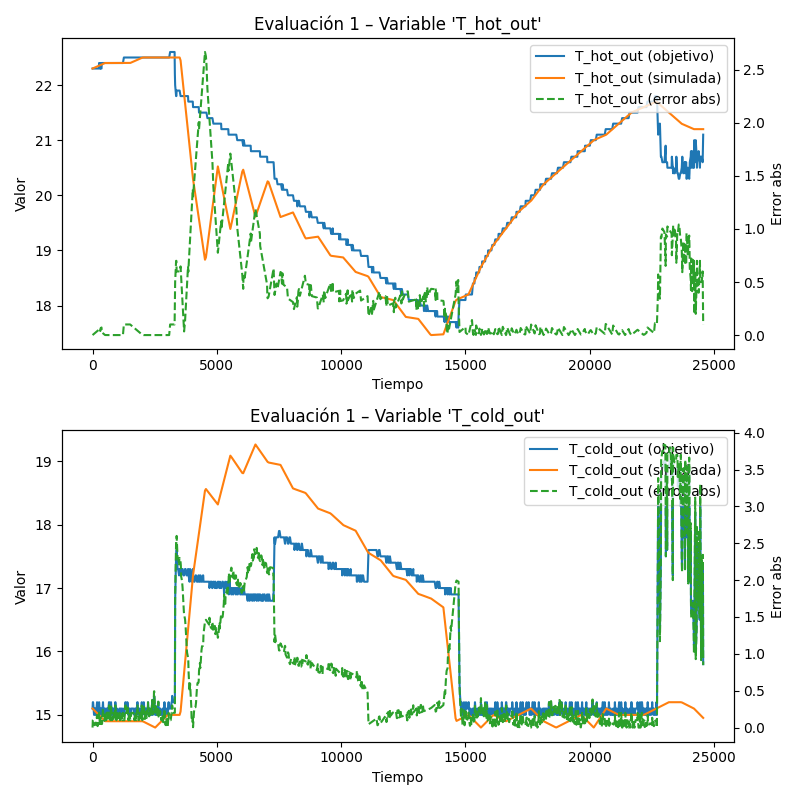 Evaluación 1 – Variable 'T_hot_out'
T_hot_out (objetivo)
T_hot_out (simulada)
T_hot_out (error abs)
22
21
20
19
18
Valor
2.5
2.0
1.5
1.0
0.5
0.0
Error abs
0 5000 10000 15000 20000 25000
Tiempo
Evaluación 1 – Variable 'T_cold_out'
T_cold_out (objetivo)
T_cold_out (simulada)
T_cold_out (error abs)
19
18
17
16
15
Valor
4.0
3.5
3.0
2.5
2.0
1.5
1.0
0.5
0.0
Error abs
0 5000 10000 15000 20000 25000
Tiempo